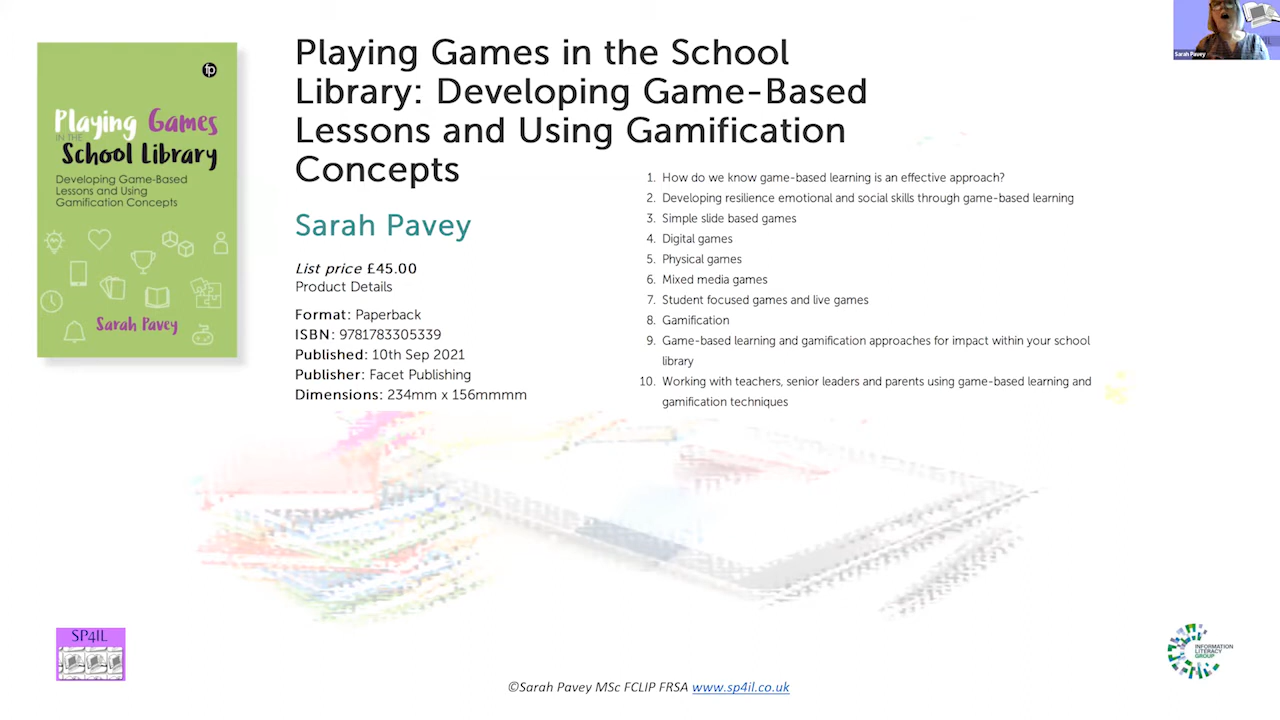 fp
Playing Games
IN THE
School Library
Developing Game-Based
Lessons and Using
Gamification Concepts
Sarah Pavey
Playing Games in the School
Library: Developing Game-Based
Lessons and Using Gamification
Concepts
Sarah Pavey
List price £45.00
Product Details
Format: Paperback
ISBN: 9781783305339
Published: 10th Sep 2021
Publisher: Facet Publishing
Dimensions: 234mm x 156mmmm
1. How do we know game-based learning is an effective approach?
2. Developing resilience emotional and social skills through game-based learning
3. Simple slide based games
4. Digital games
5. Physical games
6. Mixed media games
7. Student focused games and live games
8. Gamification
9. Game-based learning and gamification approaches for impact within your school
library
10. Working with teachers, senior leaders and parents using game-based learning and
gamification techniques
Sarah Pavey
SP4IL
©Sarah Pavey MSc FCLIP FRSA www.sp4il.co.uk
INFORMATION
LITERACY
GROUP